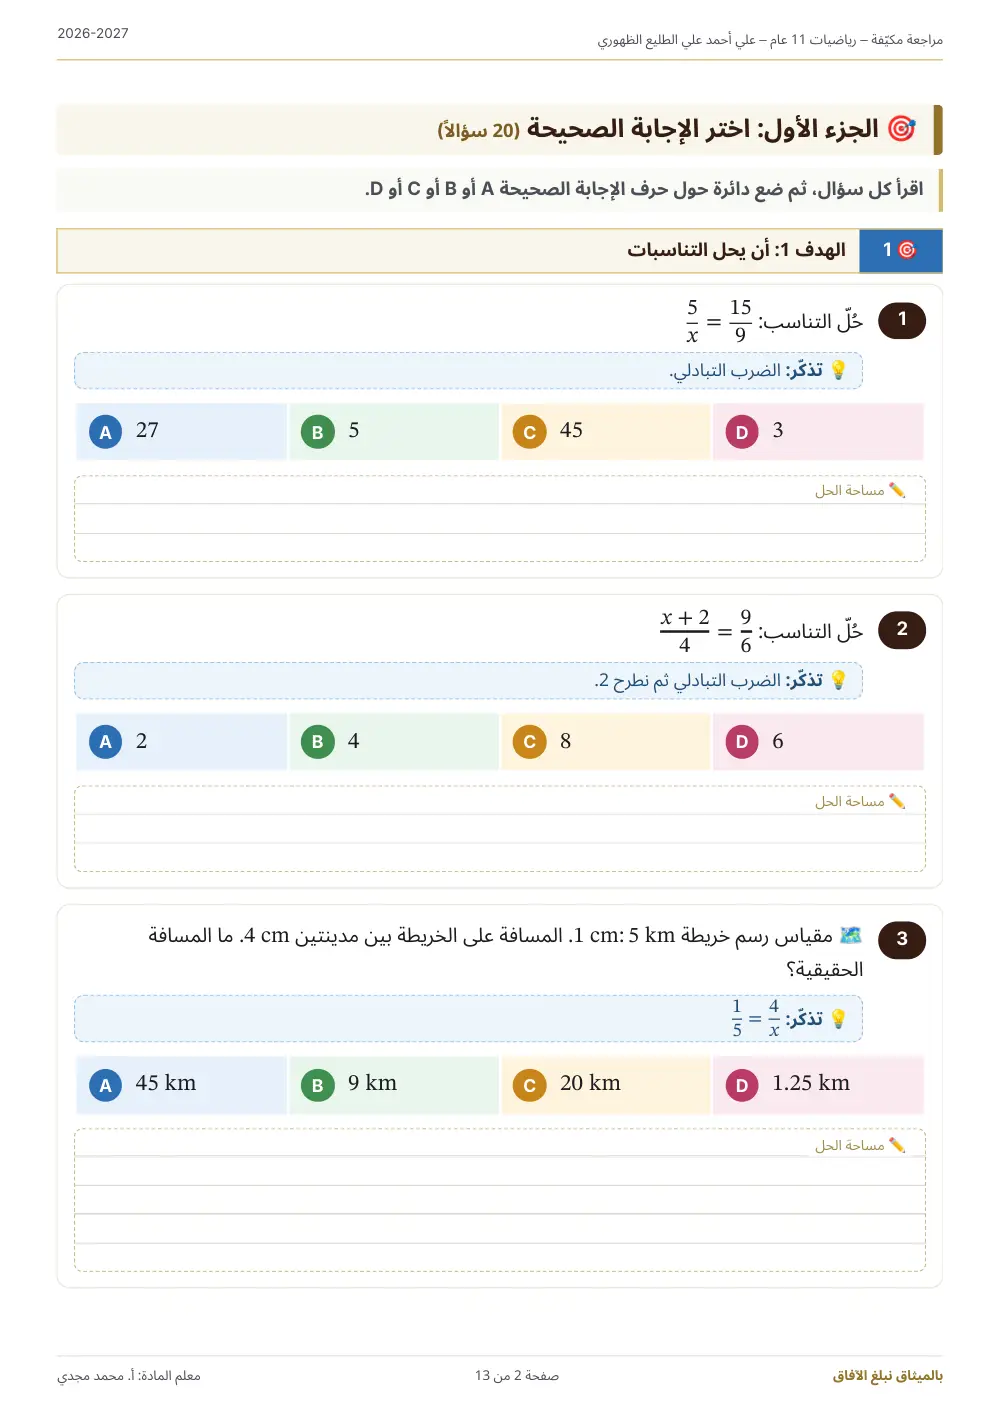 مراجعة مكيّفة – رياضيات 11 عام – علي أحمد علي الطليع الظهوري
2026-2027
🎯 الجزء الأول: اختر الإجابة الصحيحة (20 سؤالاً)
اقرأ كل سؤال، ثم ضع دائرة حول حرف الإجابة الصحيحة A أو B أو C أو D.
🎯 1 الهدف 1: أن يحل التناسبات
1 حُلّ التناسب: 5/x = 15/9
💡 تذكّر: الضرب التبادلي.
A 27 B 5 C 45 D 3
✏️ مساحة الحل
2 حُلّ التناسب: (x + 2)/4 = 9/6
💡 تذكّر: الضرب التبادلي ثم نطرح 2.
A 2 B 4 C 8 D 6
✏️ مساحة الحل
3 🗺️ مقياس رسم خريطة 1 cm: 5 km. المسافة على الخريطة بين مدينتين 4 cm. ما المسافة
الحقيقية؟
💡 تذكّر: 1/5 = 4/x
A 45 km B 9 km C 20 km D 1.25 km
✏️ مساحة الحل
بالميثاق نبلغ الآفاق
صفحة 2 من 13
معلم المادة: أ. محمد مجدي